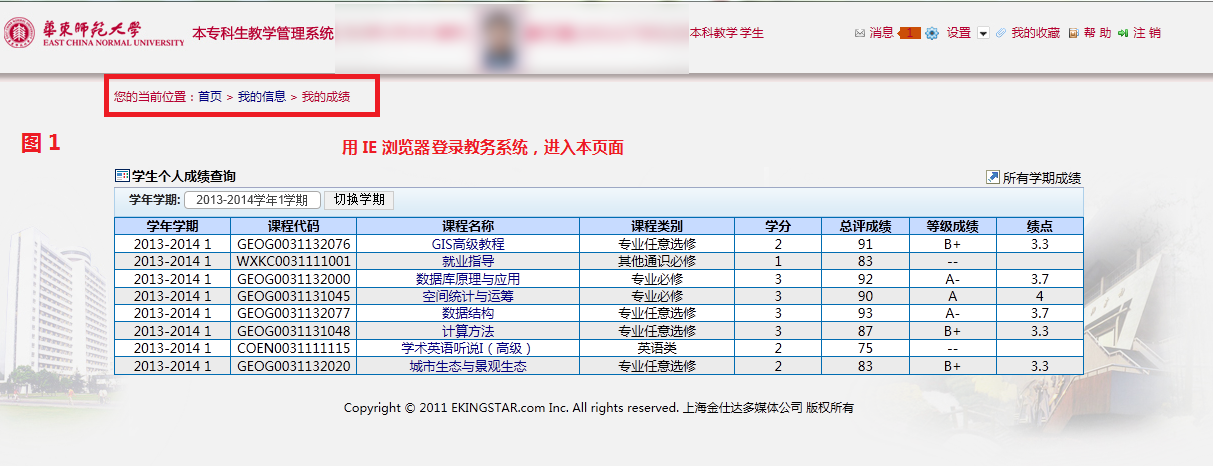 華東師範大學
EAST CHINA NORMAL UNIVERSITY
本专科生教学管理系统
本科教学 学生
消息 1 设置 我的收藏 帮 助 注 销
您的当前位置：首页 > 我的信息 > 我的成绩
图 1
用 IE 浏览器登录教务系统，进入本页面
学生个人成绩查询 所有学期成绩
学年学期: 2013-2014学年1学期 切换学期
学年学期 课程代码 课程名称 课程类别 学分 总评成绩 等级成绩 绩点
2013-2014 1 GEOG0031132076 GIS高级教程 专业任意选修 2 91 B+ 3.3
2013-2014 1 WXKC0031111001 就业指导 其他通识必修 1 83 --
2013-2014 1 GEOG0031132000 数据库原理与应用 专业必修 3 92 A- 3.7
2013-2014 1 GEOG0031131045 空间统计与运筹 专业必修 3 90 A 4
2013-2014 1 GEOG0031132077 数据结构 专业任意选修 3 93 A- 3.7
2013-2014 1 GEOG0031131048 计算方法 专业任意选修 3 87 B+ 3.3
2013-2014 1 COEN0031111115 学术英语听说I（高级） 英语类 2 75 --
2013-2014 1 GEOG0031132020 城市生态与景观生态 专业任意选修 2 83 B+ 3.3
Copyright © 2011 EKINGSTAR.com Inc. All rights reserved. 上海金仕达多媒体公司 版权所有